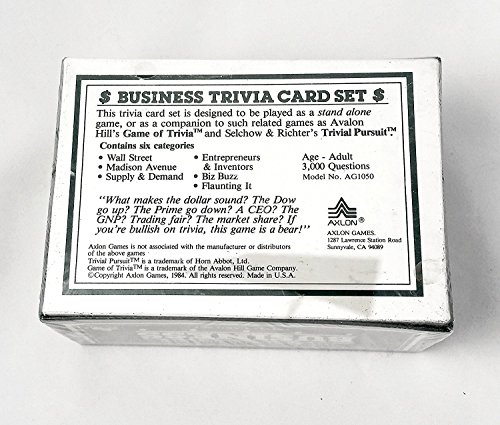 $ BUSINESS TRIVIA CARD SET $
This trivia card set is designed to be played as a stand alone
game, or as a companion to such related games as Avalon
Hill's Game of Trivia™ and Selchow & Richter's Trivial Pursuit™.
Contains six categories
• Wall Street
• Madison Avenue
• Supply & Demand
• Entrepreneurs
& Inventors
• Biz Buzz
• Flaunting It
Age - Adult
3,000 Questions
Model No. AG1050
"What makes the dollar sound? The Dow
go up? The Prime go down? A CEO? The
GNP? Trading fair? The market share? If
you're bullish on trivia, this game is a bear!"
AXLON®
AXLON GAMES.
1287 Lawrence Station Road
Sunnyvale, CA 94089
Axlon Games is not associated with the manufacturer or distributors
of the above games
Trivial Pursuit™ is a trademark of Horn Abbot, Ltd.
Game of Trivia™ is a trademark of the Avalon Hill Game Company.
©Copyright Axlon Games, 1984. All rights reserved. Made in U.S.A.